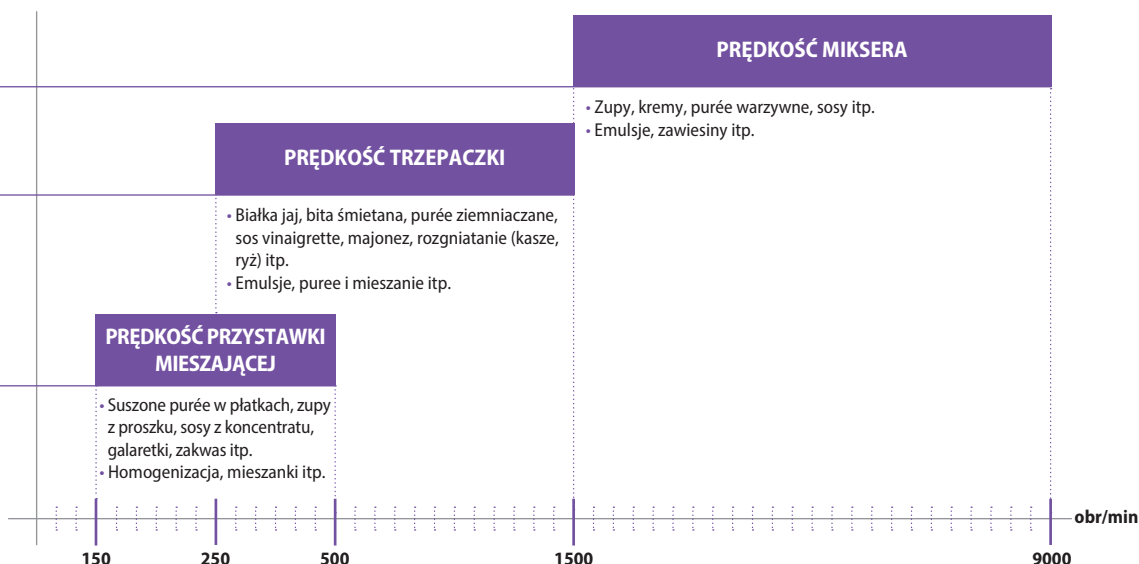 PRĘDKOŚĆ MIKSERA
• Zupy, kremy, purée warzywne, sosy itp.
• Emulsje, zawiesiny itp.
PRĘDKOŚĆ TRZEPACZKI
• Białka jaj, bita śmietana, purée ziemniaczane,
sos vinaigrette, majonez, rozgniatanie (kasze,
ryż) itp.
• Emulsje, puree i mieszanie itp.
PRĘDKOŚĆ PRZYSTAWKI
MIESZAJĄCEJ
• Suszone purée w płatkach, zupy
z proszku, sosy z koncentratu,
galaretki, zakwas itp.
• Homogenizacja, mieszanki itp.
obr/min
150 250 500 1500 9000